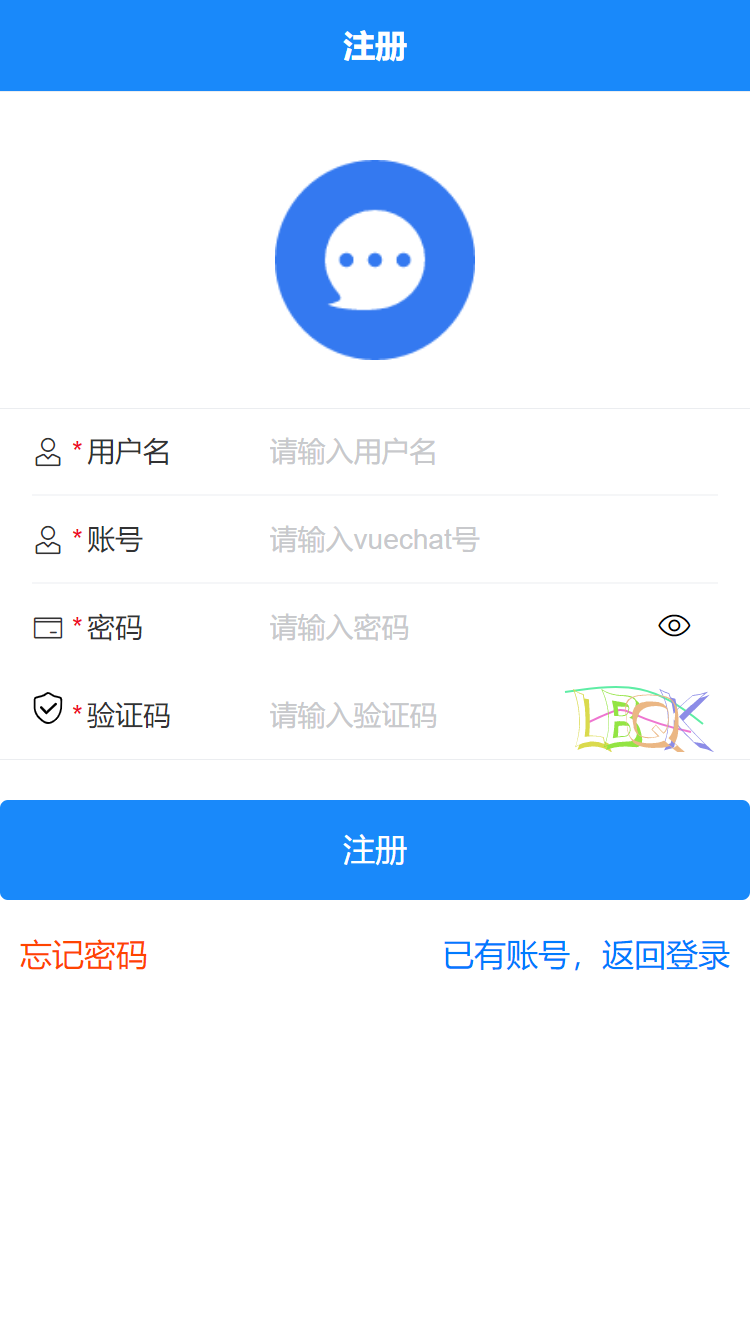 注册
* 用户名 请输入用户名
* 账号 请输入vuechat号
* 密码 请输入密码
* 验证码 请输入验证码
注册
忘记密码 已有账号，返回登录